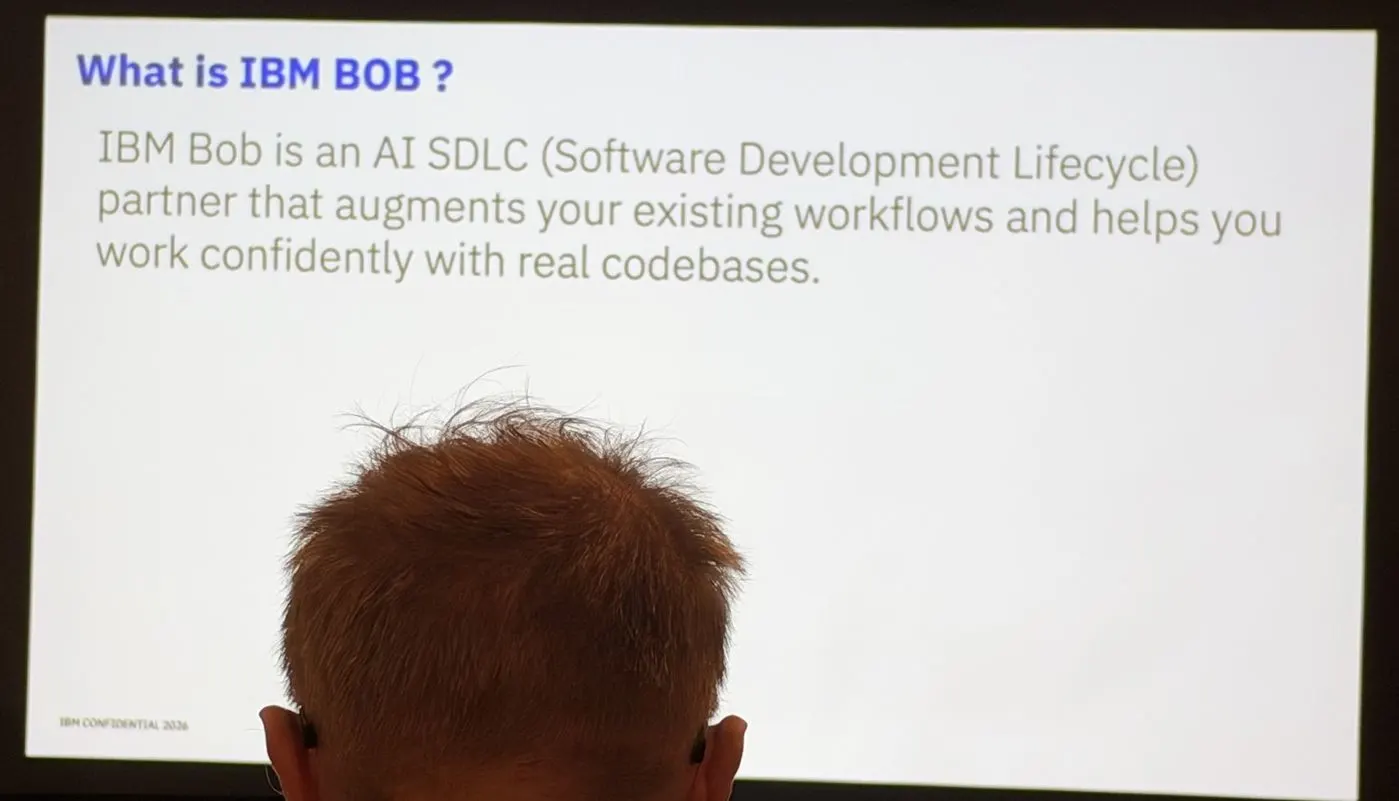 What is IBM BOB ?
IBM Bob is an AI SDLC (Software Development Lifecycle)
partner that augments your existing workflows and helps you
work confidently with real codebases.
IBM CONFIDENTIAL 2026